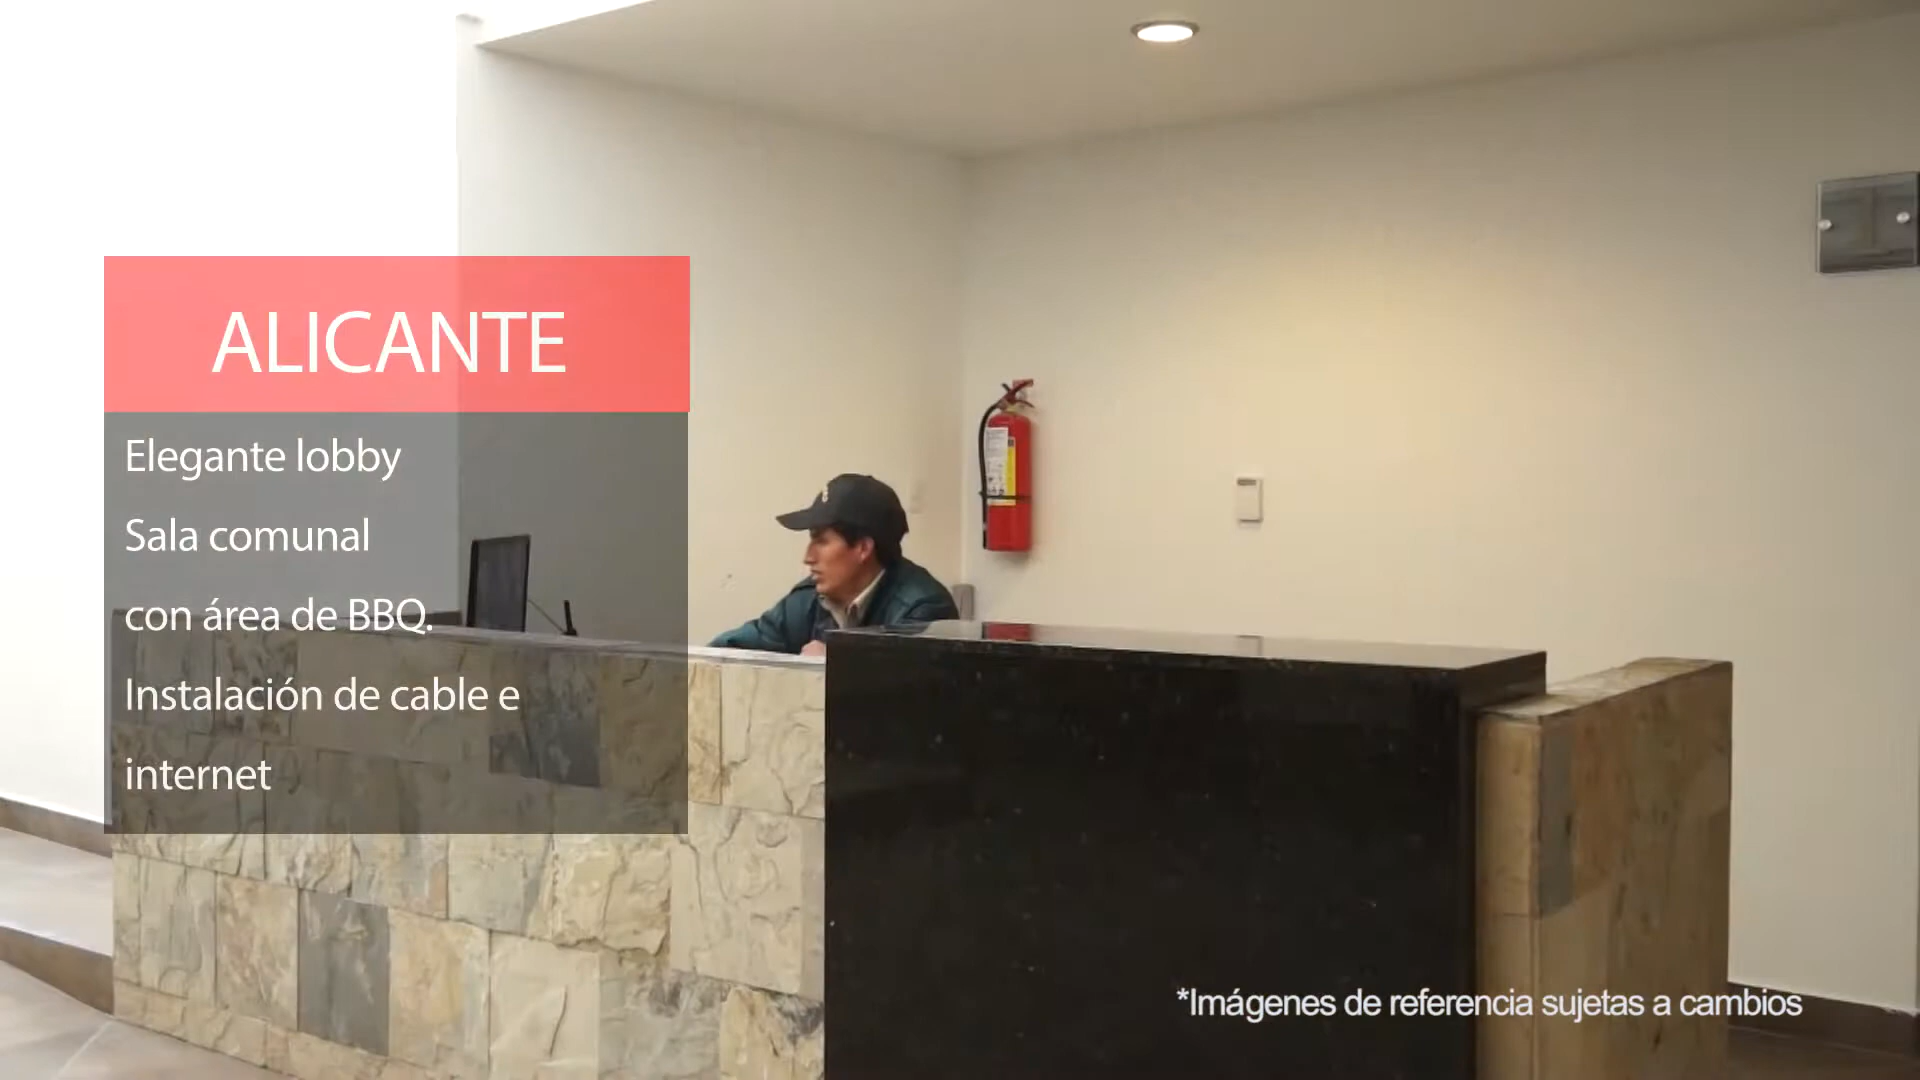 ALICANTE
Elegante lobby
Sala comunal
con área de BBQ.
Instalación de cable e
internet
*Imágenes de referencia sujetas a cambios